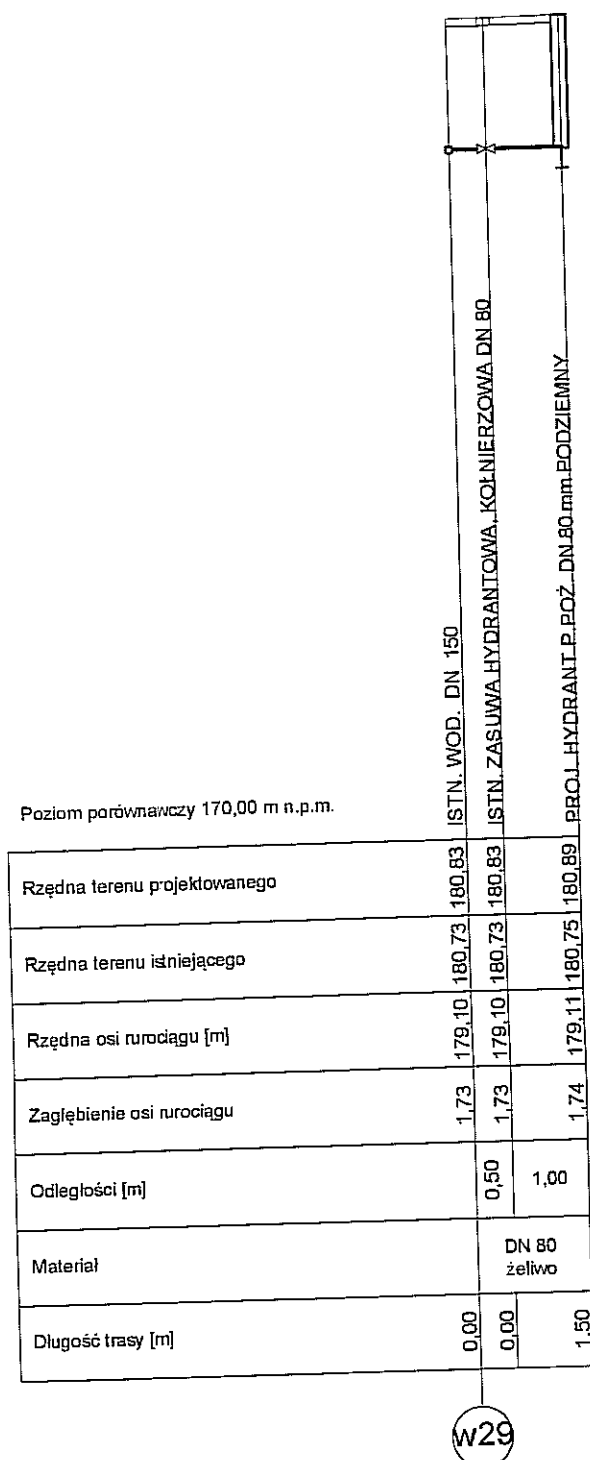 ISTN. WOD. DN 150
ISTN. ZASUWA HYDRANTOWA, KOŁNIERZOWA DN 80
PROJ. HYDRANT P.POŻ. DN 80 mm PODZIEMNY
Poziom porównawczy 170,00 m n.p.m.
Rzędna terenu projektowanego 180,83 180,83 180,89
Rzędna terenu istniejącego 180,73 180,73 180,75
Rzędna osi rurociągu [m] 179,10 179,10 179,11
Zagłębienie osi rurociągu 1,73 1,73 1,74
Odległości [m] 0,50 1,00
Materiał DN 80
żeliwo
Długość trasy [m] 0,00 0,00 1,50
w29